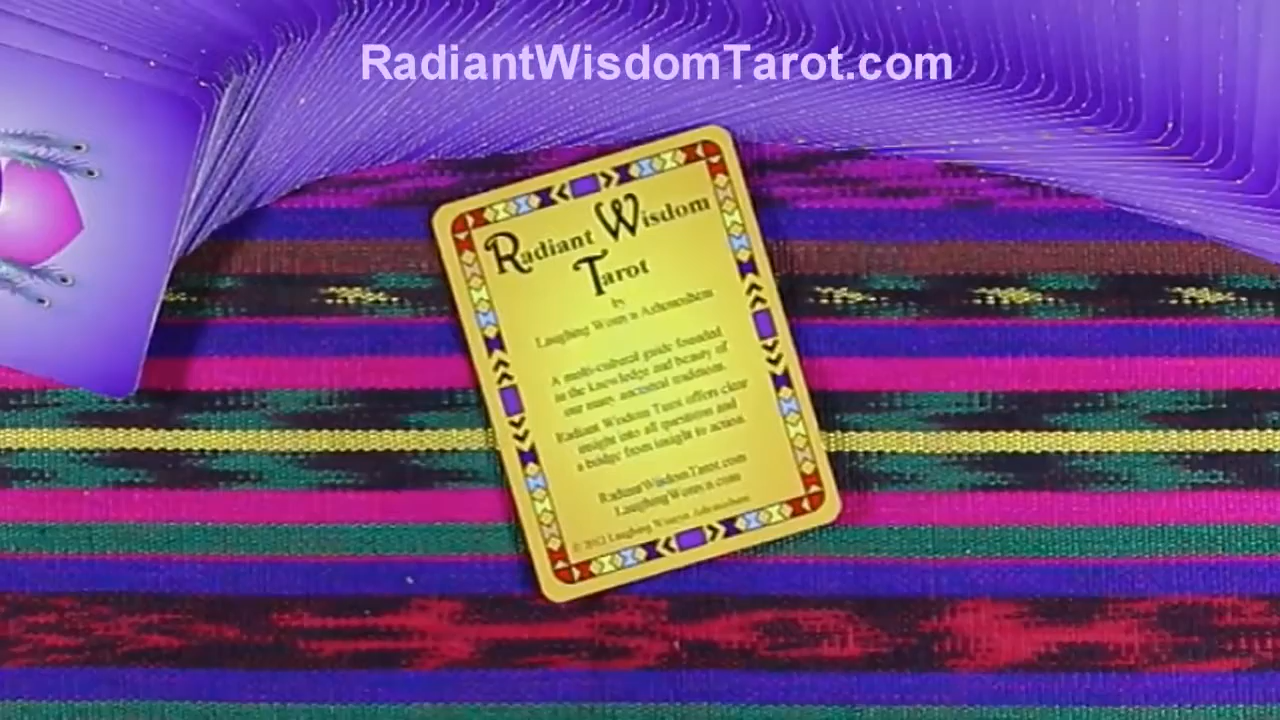 RadiantWisdomTarot.com
Radiant Wisdom
Tarot
by
Laughing Womyn Ashonosheni
A multi-cultural guide founded
in the knowledge and beauty of
our many ancestral traditions.
Radiant Wisdom Tarot offers clear
insight into all questions and
a bridge from insight to action.
RadiantWisdomTarot.com
LaughingWomyn.com
© 2012 Laughing Womyn Ashonosheni